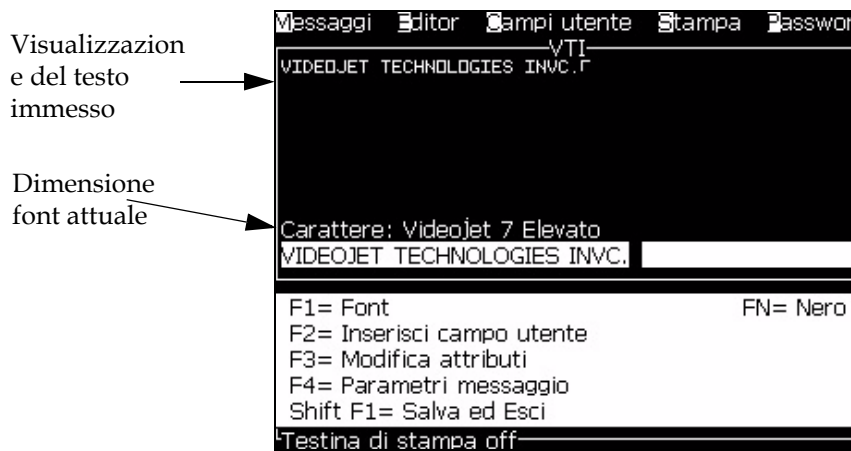 Visualizzazion
e del testo
immesso
Dimensione
font attuale
Messaggi Editor Campi utente Stampa Passwor
VTI
VIDEOJET TECHNOLOGIES INVC.
Carattere: Videojet 7 Elevato
VIDEOJET TECHNOLOGIES INVC.
F1= Font FN= Nero
F2= Inserisci campo utente
F3= Modifica attributi
F4= Parametri messaggio
Shift F1= Salva ed Esci
Testina di stampa off